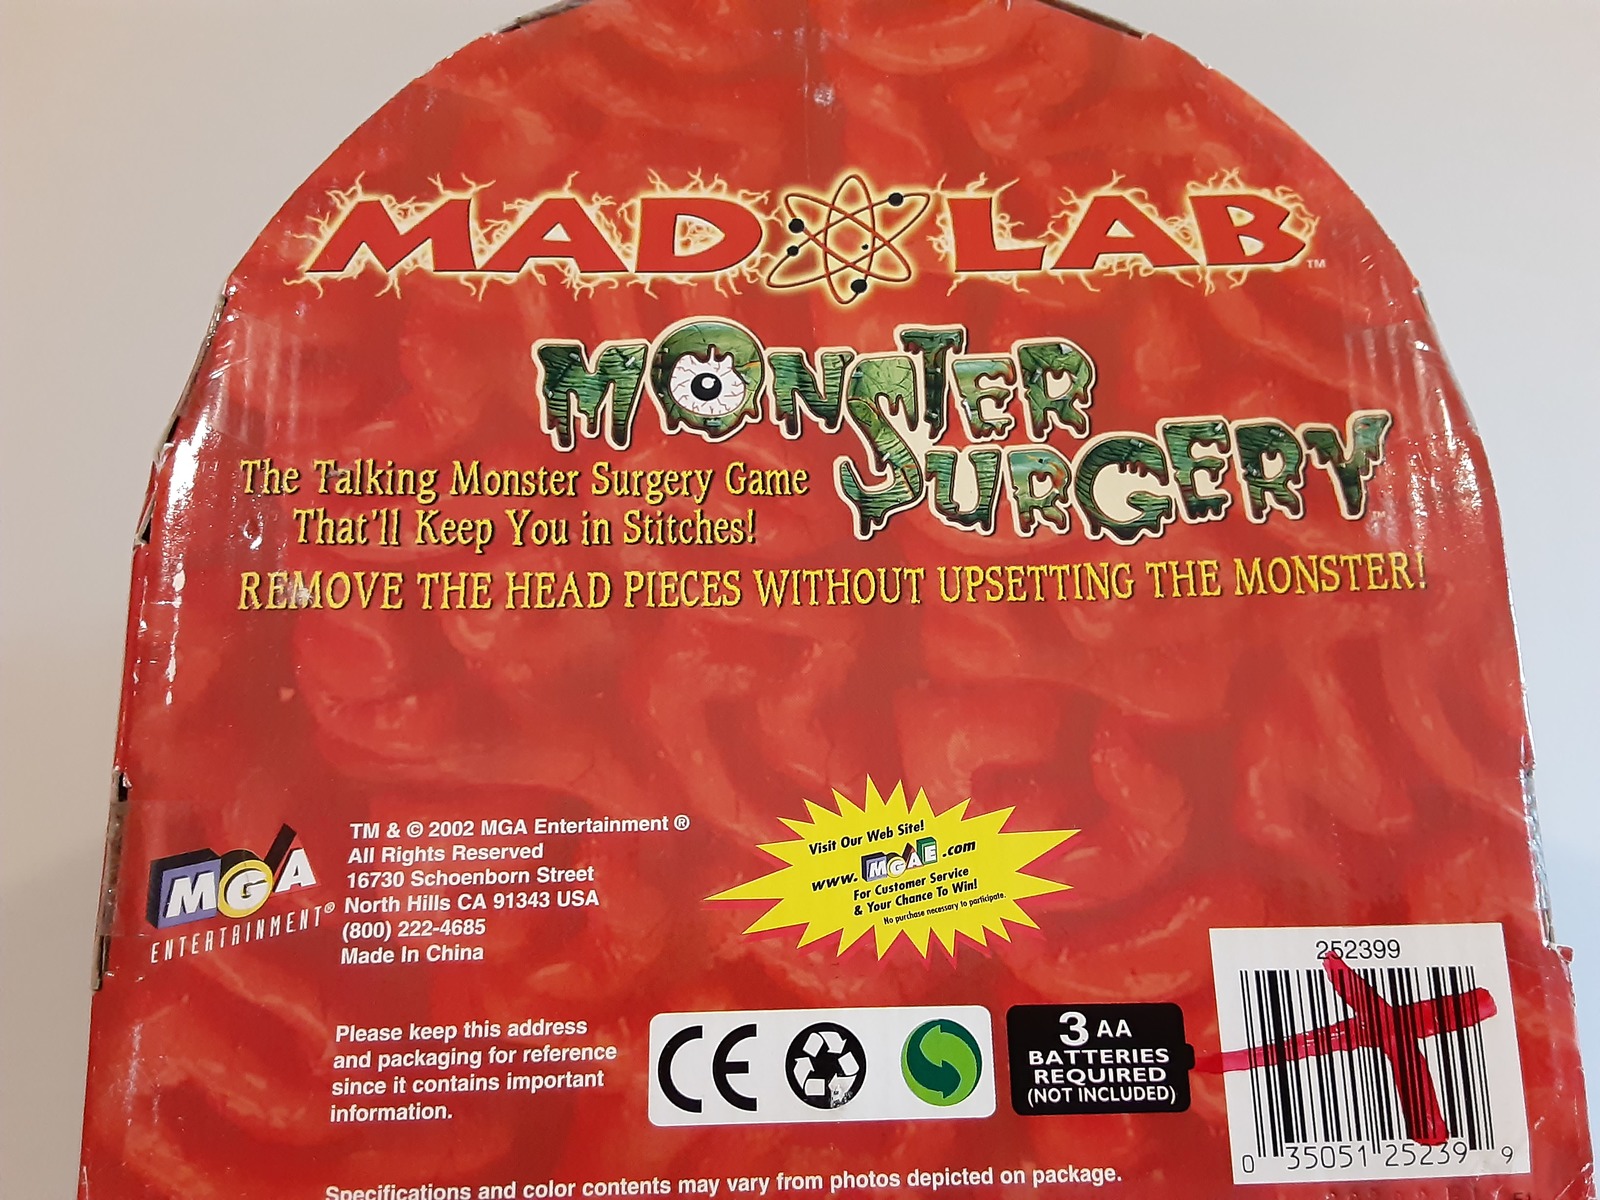 MAD LAB™
MONSTER
SURGERY™
The Talking Monster Surgery Game
That'll Keep You in Stitches!
REMOVE THE HEAD PIECES WITHOUT UPSETTING THE MONSTER!
MGA
ENTERTAINMENT®
TM & © 2002 MGA Entertainment ®
All Rights Reserved
16730 Schoenborn Street
North Hills CA 91343 USA
(800) 222-4685
Made In China
Visit Our Web Site!
www.MGAE.com
For Customer Service
& Your Chance To Win!
No purchase necessary to participate.
Please keep this address
and packaging for reference
since it contains important
information.
CE
3 AA
BATTERIES
REQUIRED
(NOT INCLUDED)
252399
0 35051 25239 9
Specifications and color contents may vary from photos depicted on package.